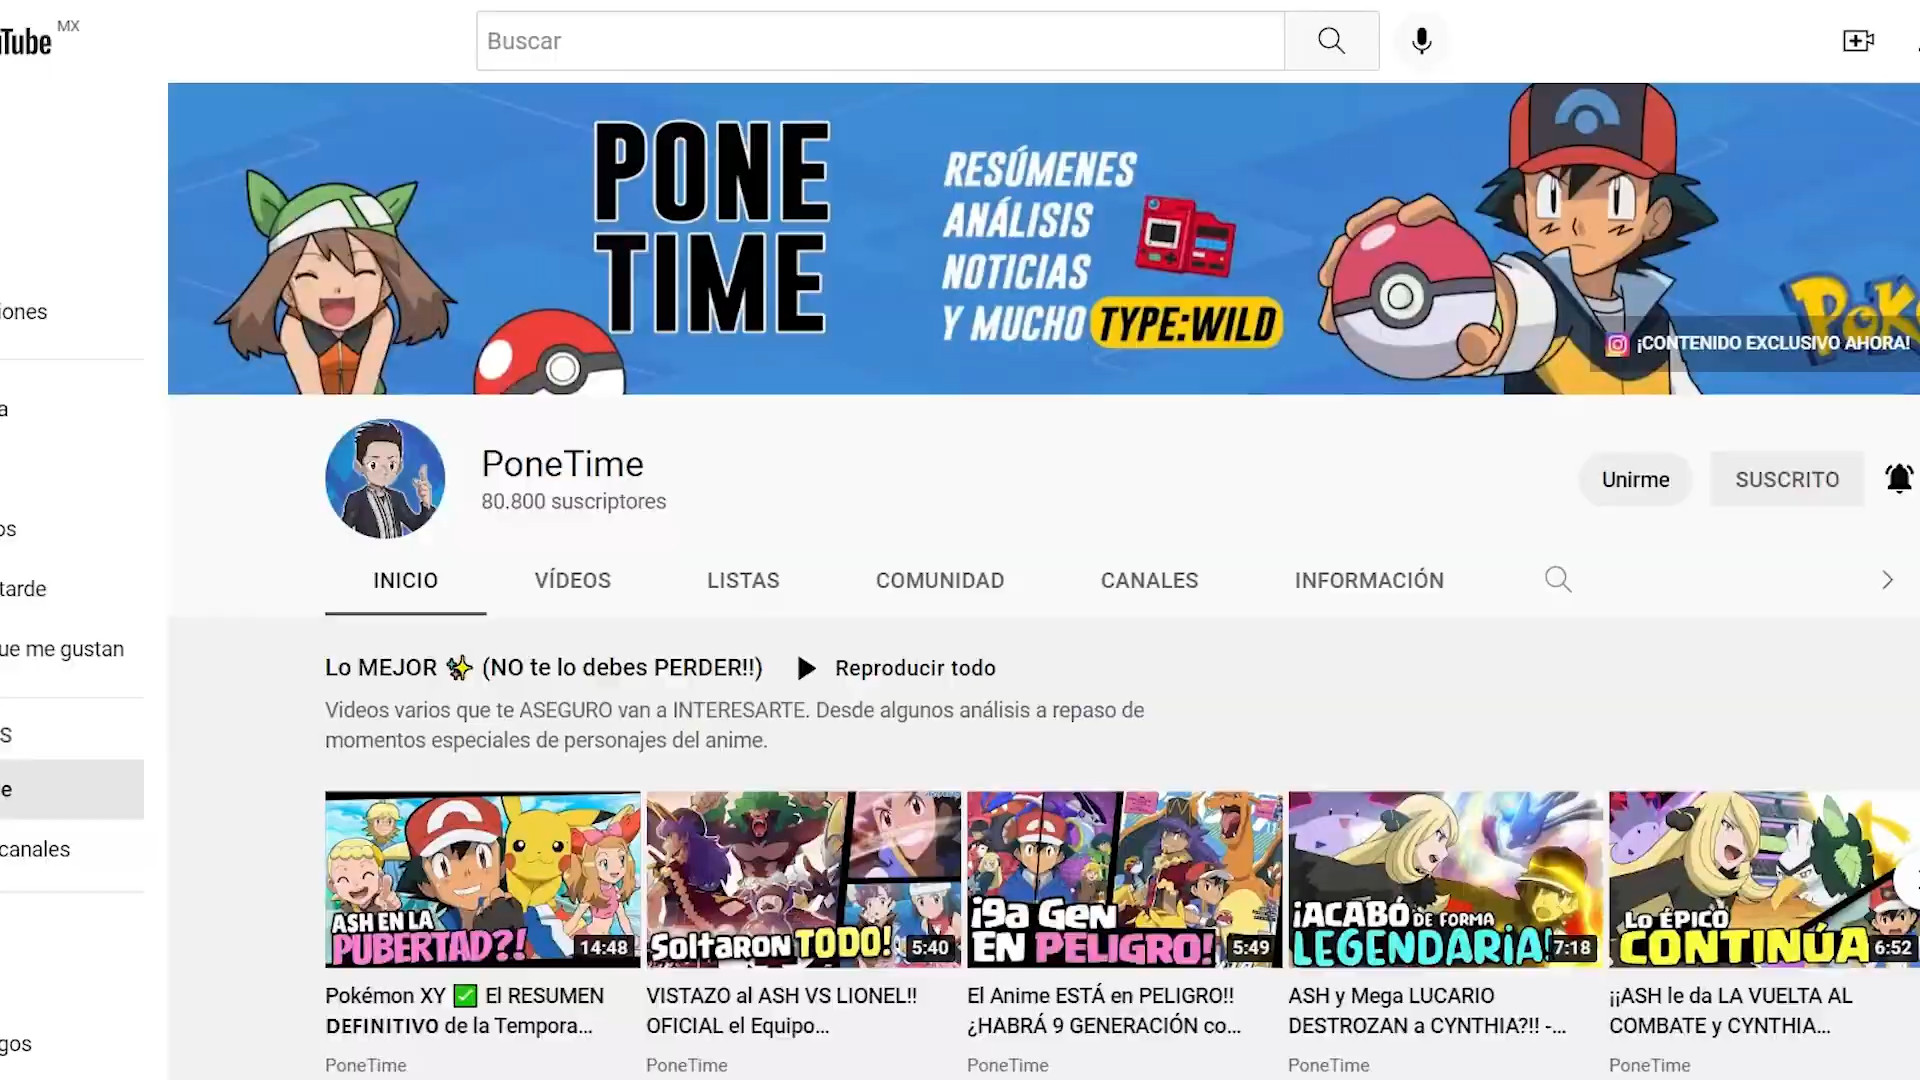 Tube MX
Buscar
PONE
TIME
RESÚMENES
ANÁLISIS
NOTICIAS
Y MUCHO TYPE:WILD
¡CONTENIDO EXCLUSIVO AHORA!
iones
a
os
tarde
ue me gustan
S
e
canales
gos
PoneTime
80.800 suscriptores
Unirme
SUSCRITO
INICIO
VÍDEOS
LISTAS
COMUNIDAD
CANALES
INFORMACIÓN
Lo MEJOR ✨ (NO te lo debes PERDER!!)
Reproducir todo
Videos varios que te ASEGURO van a INTERESARTE. Desde algunos análisis a repaso de
momentos especiales de personajes del anime.
ASH EN LA
PUBERTAD?!
14:48
Pokémon XY ✅ El RESUMEN
DEFINITIVO de la Tempora...
PoneTime
Soltaron TODO!
5:40
VISTAZO al ASH VS LIONEL!!
OFICIAL el Equipo...
PoneTime
¡9a Gen
EN PELIGRO!
5:49
El Anime ESTÁ en PELIGRO!!
¿HABRÁ 9 GENERACIÓN co...
PoneTime
¡ACABÓ DE FORMA
LEGENDARIA!
7:18
ASH y Mega LUCARIO
DESTROZAN a CYNTHIA?!! -...
PoneTime
Lo ÉPICO
CONTINÚA
6:52
¡¡ASH le da LA VUELTA AL
COMBATE y CYNTHIA...
PoneTime